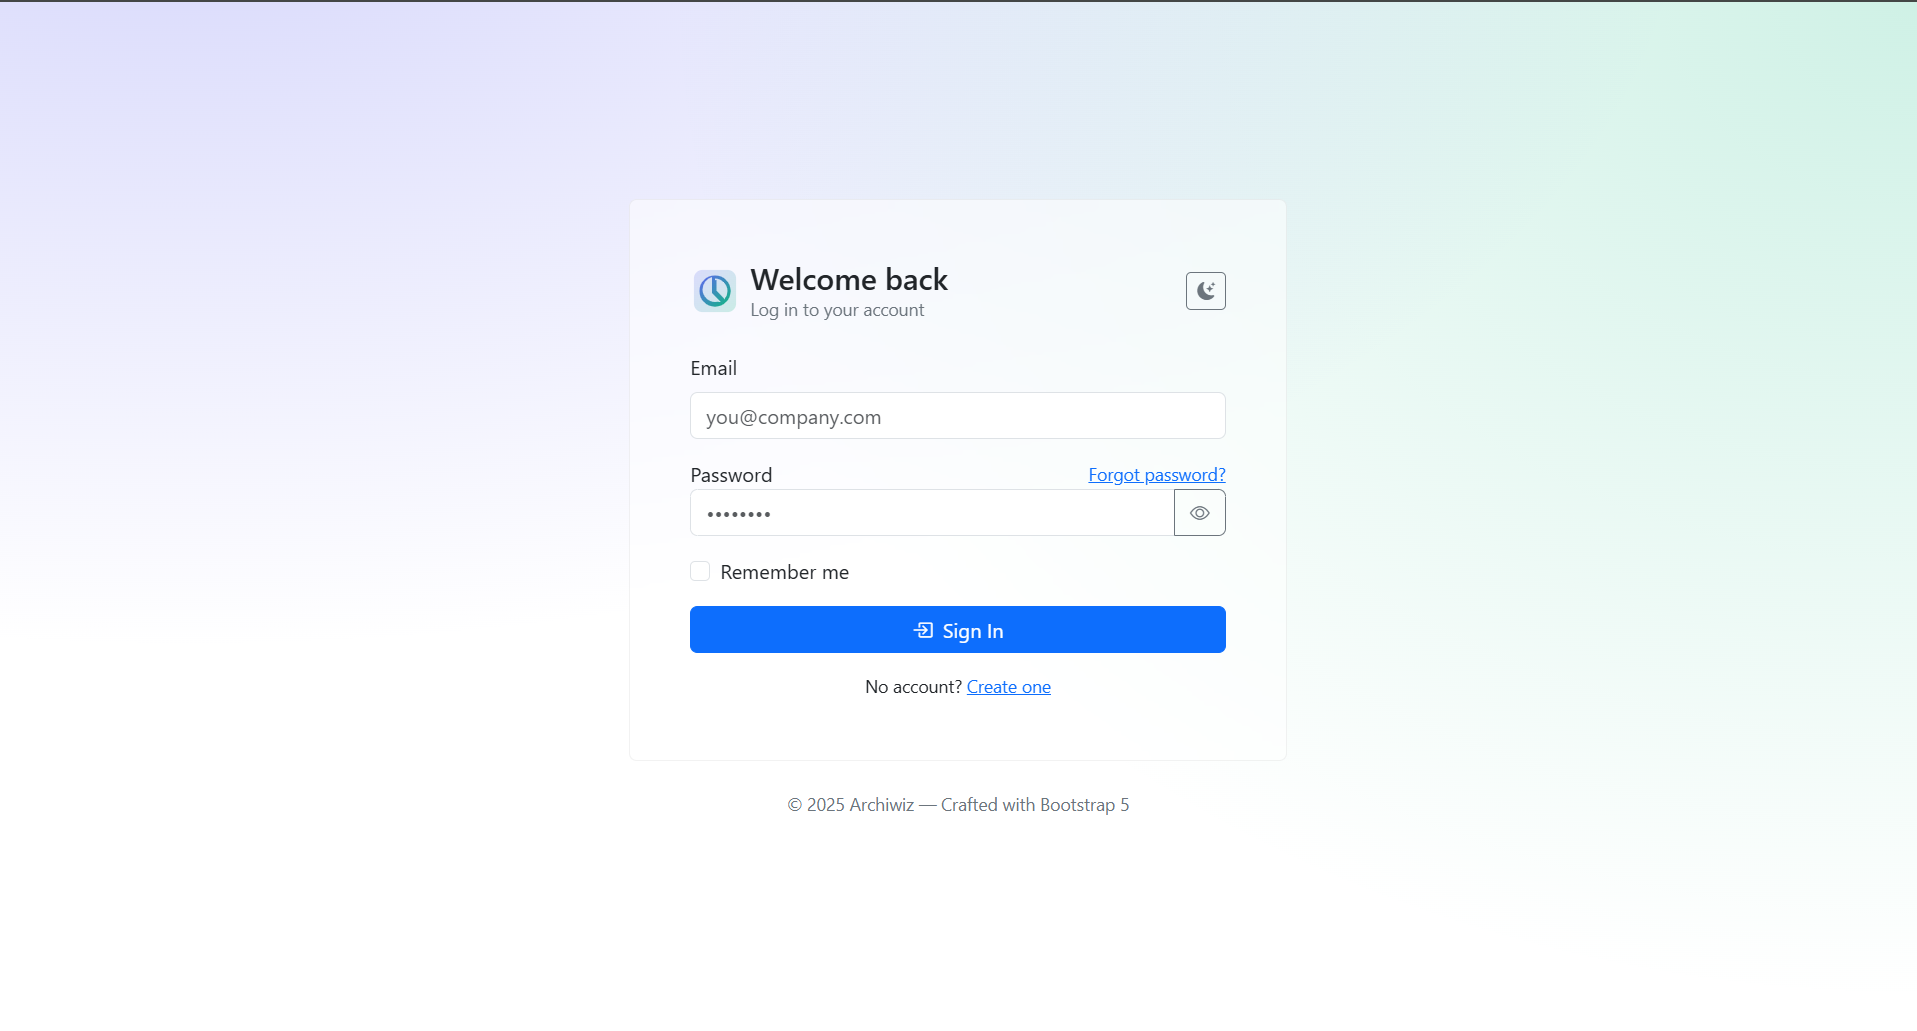 Welcome back
Log in to your account
Email
you@company.com
Password Forgot password?
••••••••
Remember me
Sign In
No account? Create one
© 2025 Archiwiz — Crafted with Bootstrap 5